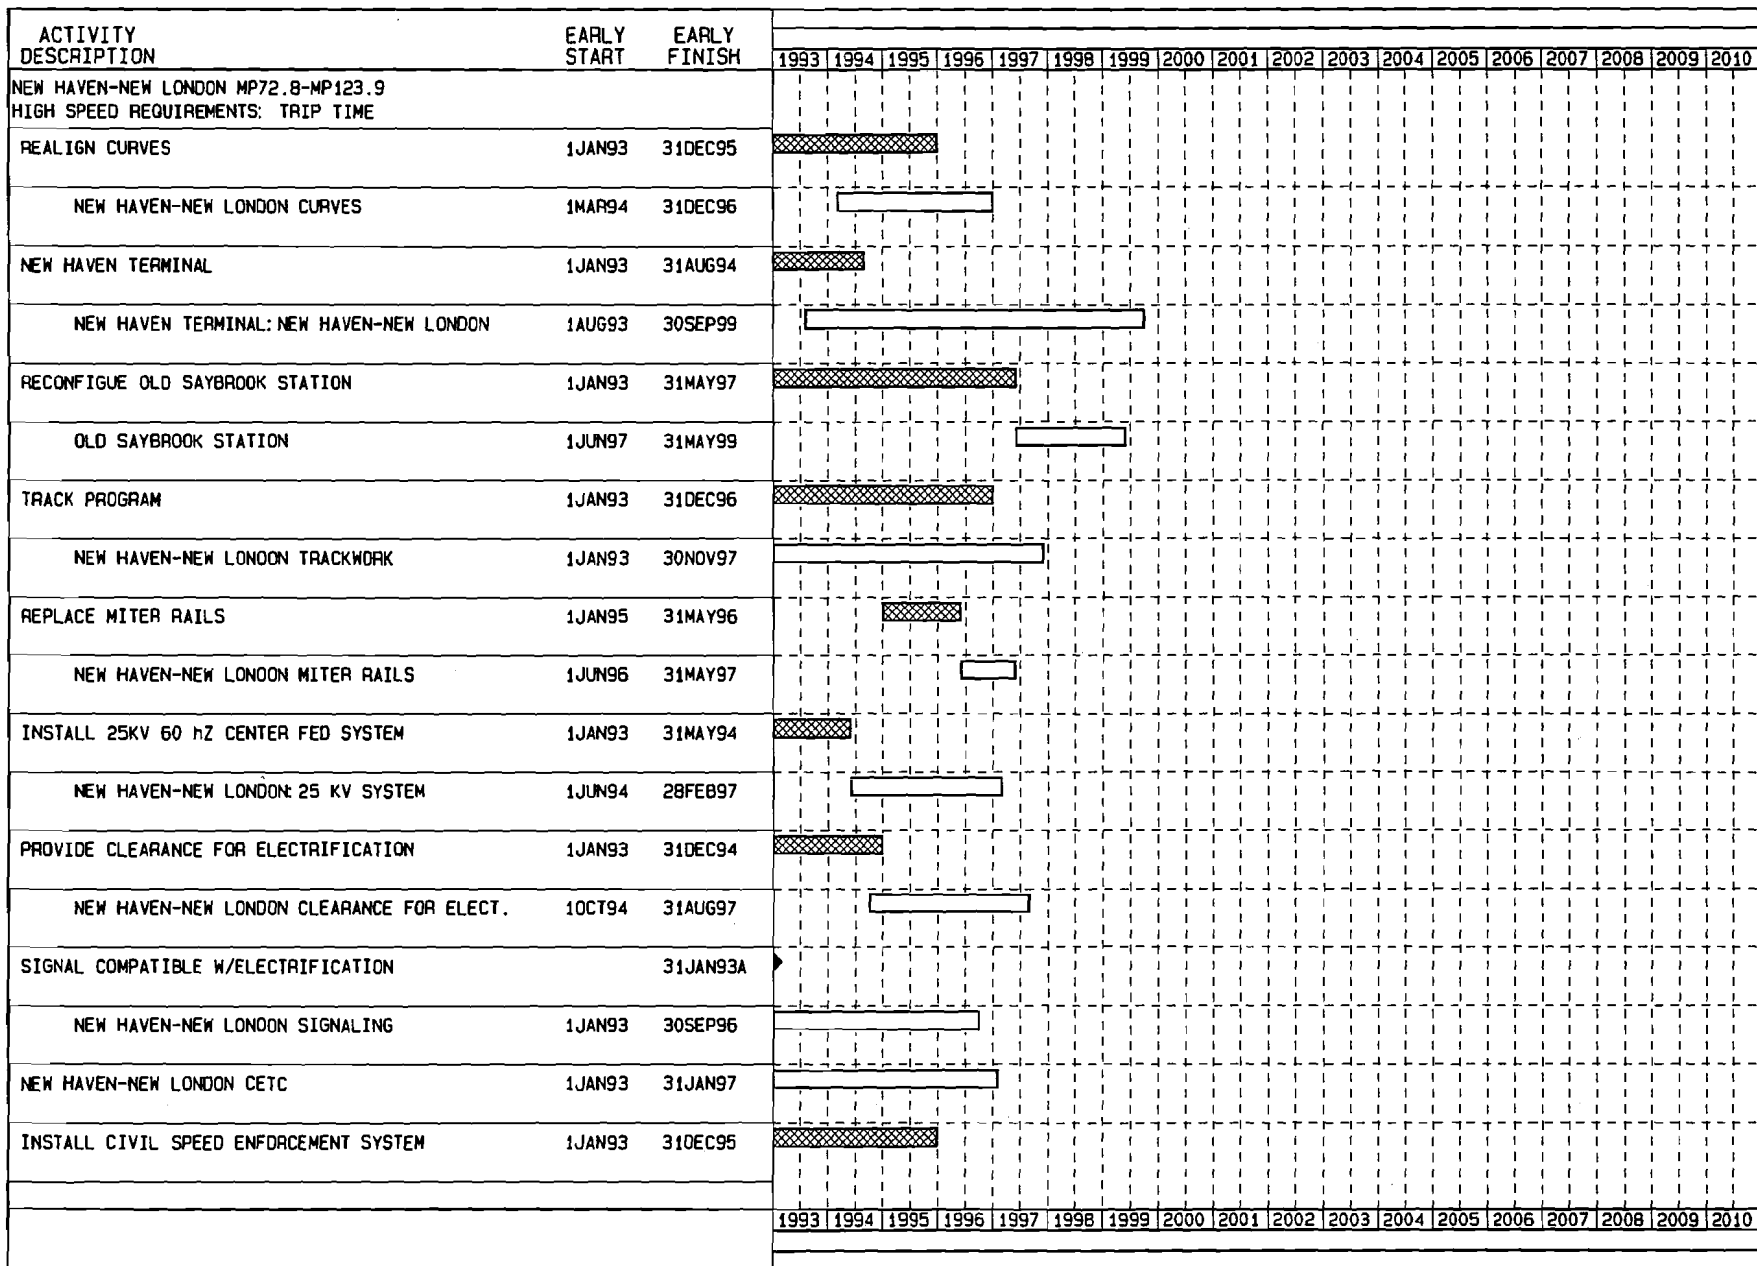 ACTIVITY EARLY EARLY
DESCRIPTION START FINISH
1993 1994 1995 1996 1997 1998 1999 2000 2001 2002 2003 2004 2005 2006 2007 2008 2009 2010
NEW HAVEN-NEW LONDON MP72.8-MP123.9
HIGH SPEED REQUIREMENTS: TRIP TIME
REALIGN CURVES 1JAN93 31DEC95
NEW HAVEN-NEW LONDON CURVES 1MAR94 31DEC96
NEW HAVEN TERMINAL 1JAN93 31AUG94
NEW HAVEN TERMINAL: NEW HAVEN-NEW LONDON 1AUG93 30SEP99
RECONFIGUE OLD SAYBROOK STATION 1JAN93 31MAY97
OLD SAYBROOK STATION 1JUN97 31MAY99
TRACK PROGRAM 1JAN93 31DEC96
NEW HAVEN-NEW LONDON TRACKWORK 1JAN93 30NOV97
REPLACE MITER RAILS 1JAN95 31MAY96
NEW HAVEN-NEW LONDON MITER RAILS 1JUN96 31MAY97
INSTALL 25KV 60 hZ CENTER FED SYSTEM 1JAN93 31MAY94
NEW HAVEN-NEW LONDON: 25 KV SYSTEM 1JUN94 28FEB97
PROVIDE CLEARANCE FOR ELECTRIFICATION 1JAN93 31DEC94
NEW HAVEN-NEW LONDON CLEARANCE FOR ELECT. 1OCT94 31AUG97
SIGNAL COMPATIBLE W/ELECTRIFICATION 31JAN93A
NEW HAVEN-NEW LONDON SIGNALING 1JAN93 30SEP96
NEW HAVEN-NEW LONDON CETC 1JAN93 31JAN97
INSTALL CIVIL SPEED ENFORCEMENT SYSTEM 1JAN93 31DEC95
1993 1994 1995 1996 1997 1998 1999 2000 2001 2002 2003 2004 2005 2006 2007 2008 2009 2010